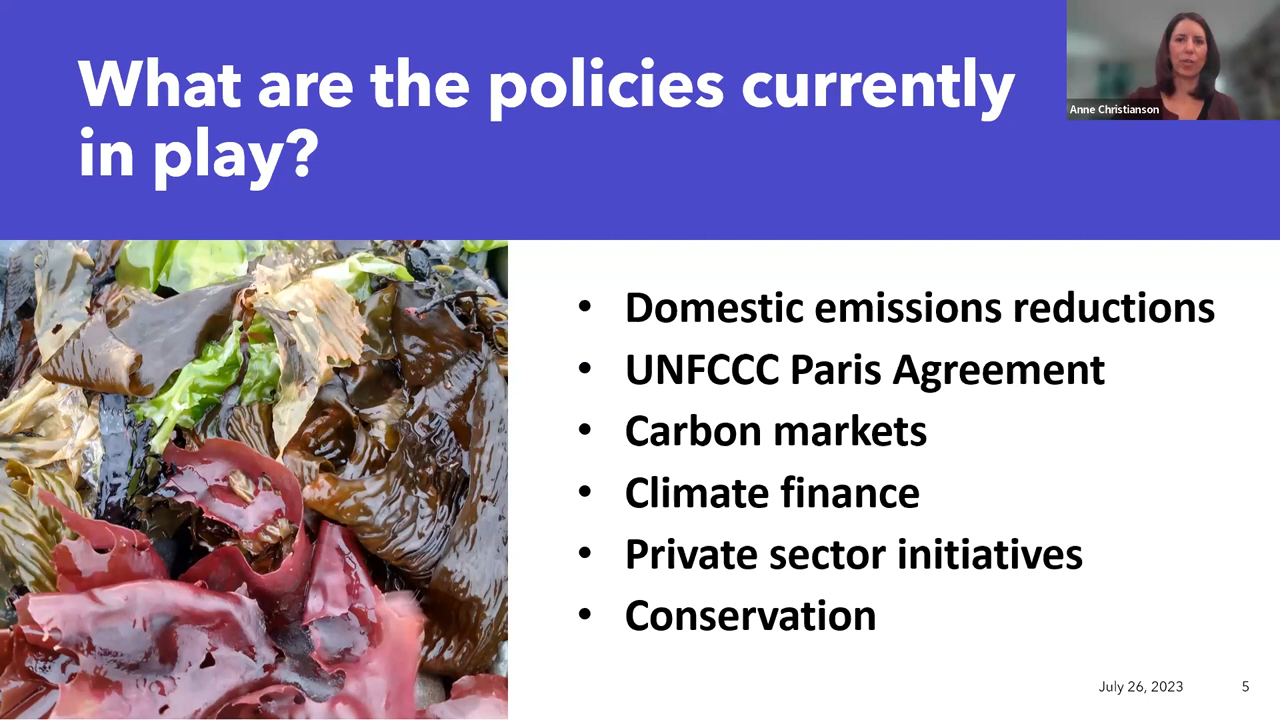 What are the policies currently
in play?
Anne Christianson
• Domestic emissions reductions
• UNFCCC Paris Agreement
• Carbon markets
• Climate finance
• Private sector initiatives
• Conservation
July 26, 2023 5